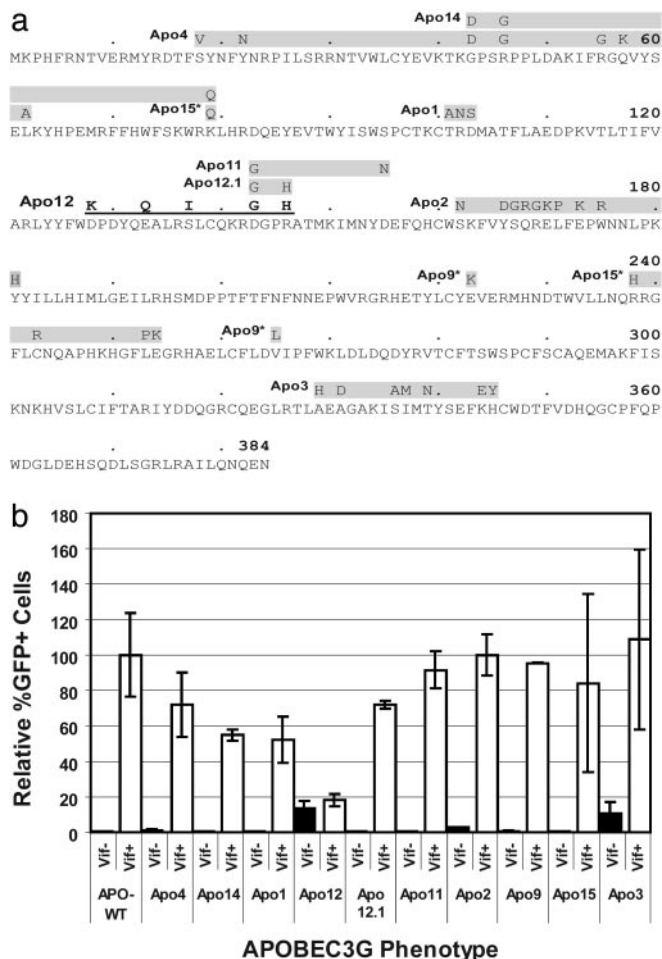 a
Apo14 D G
Apo4 V . N . . D . G . G K 60
MKPHFRNTVERMYRDTFSYNFYNRPILSRRNTVWLCYEVKTKGPSRPPLDAKIFRGQVYS
Q
A . Apo15* Q . . Apo1 ANS . 120
ELKYHPEMRFFHWFSKWRKLHRDQEYEVTWYISWSPCTKCTRDMATFLAEDPKVTLTIFV
Apo11 G N
Apo12.1 G H
Apo12 K . Q I . G H . . Apo2 N DGRGKP K R 180
ARLYYFWDPDYQEALRSLCQKRDGPRATMKIMNYDEFQHCWSKFVYSQRELFEPWNNLPK
H . . . . Apo9* K . Apo15* H 240
YYILLHIMLGEILRHSMDPPTFTFNFNNEPWVRGRHETYLCYEVERMHNDTWVLLNQRRG
R . PK . Apo9* L . . . 300
FLCNQAPHKHGFLEGRHAELCFLDVIPFWKLDLDQDYRVTCFTSWSPCFSCAQEMAKFIS
. . Apo3 H D AM N. EY . 360
KNKHVSLCIFTARIYDDQGRCQEGLRTLAEAGAKISIMTYSEFKHCWDTFVDHQGCPFQP
. . 384
WDGLDEHSQDLSGRLRAILQNQEN
b
Relative %GFP+ Cells
180
160
140
120
100
80
60
40
20
0
Vif- Vif+ Vif- Vif+ Vif- Vif+ Vif- Vif+ Vif- Vif+ Vif- Vif+ Vif- Vif+ Vif- Vif+ Vif- Vif+ Vif- Vif+ Vif- Vif+
APO-WT Apo4 Apo14 Apo1 Apo12 Apo 12.1 Apo11 Apo2 Apo9 Apo15 Apo3
APOBEC3G Phenotype